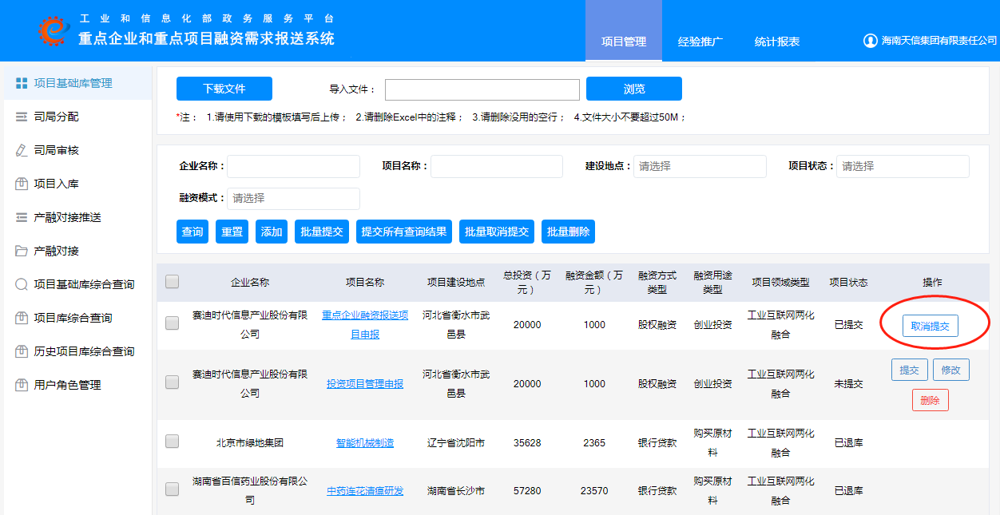 工业和信息化部政务服务平台
重点企业和重点项目融资需求报送系统
项目管理
经验推广
统计报表
海南天信集团有限责任公司
项目基础库管理
司局分配
司局审核
项目入库
产融对接推送
产融对接
项目基础库综合查询
项目库综合查询
历史项目库综合查询
用户角色管理
下载文件 导入文件： 浏览
*注： 1.请使用下载的模板填写后上传； 2.请删除Excel中的注释； 3.请删除没用的空行； 4.文件大小不要超过50M；
企业名称： 项目名称： 建设地点： 请选择 项目状态： 请选择
融资模式： 请选择
查询 重置 添加 批量提交 提交所有查询结果 批量取消提交 批量删除
企业名称 项目名称 项目建设地点 总投资（万元） 融资金额（万元） 融资方式类型 融资用途类型 项目领域类型 项目状态 操作
赛迪时代信息产业股份有限公司 重点企业融资报送项目申报 河北省衡水市武邑县 20000 1000 股权融资 创业投资 工业互联网两化融合 已提交 取消提交
赛迪时代信息产业股份有限公司 投资项目管理申报 河北省衡水市武邑县 20000 1000 股权融资 创业投资 工业互联网两化融合 未提交 提交 修改 删除
北京市绿地集团 智能机械制造 辽宁省沈阳市 35628 2365 银行贷款 购买原材料 工业互联网两化融合 已退库
湖南省百信药业股份有限公司 中药连花清瘟研发 湖南省长沙市 57280 23570 银行贷款 购买原材料 工业互联网两化融合 已退库